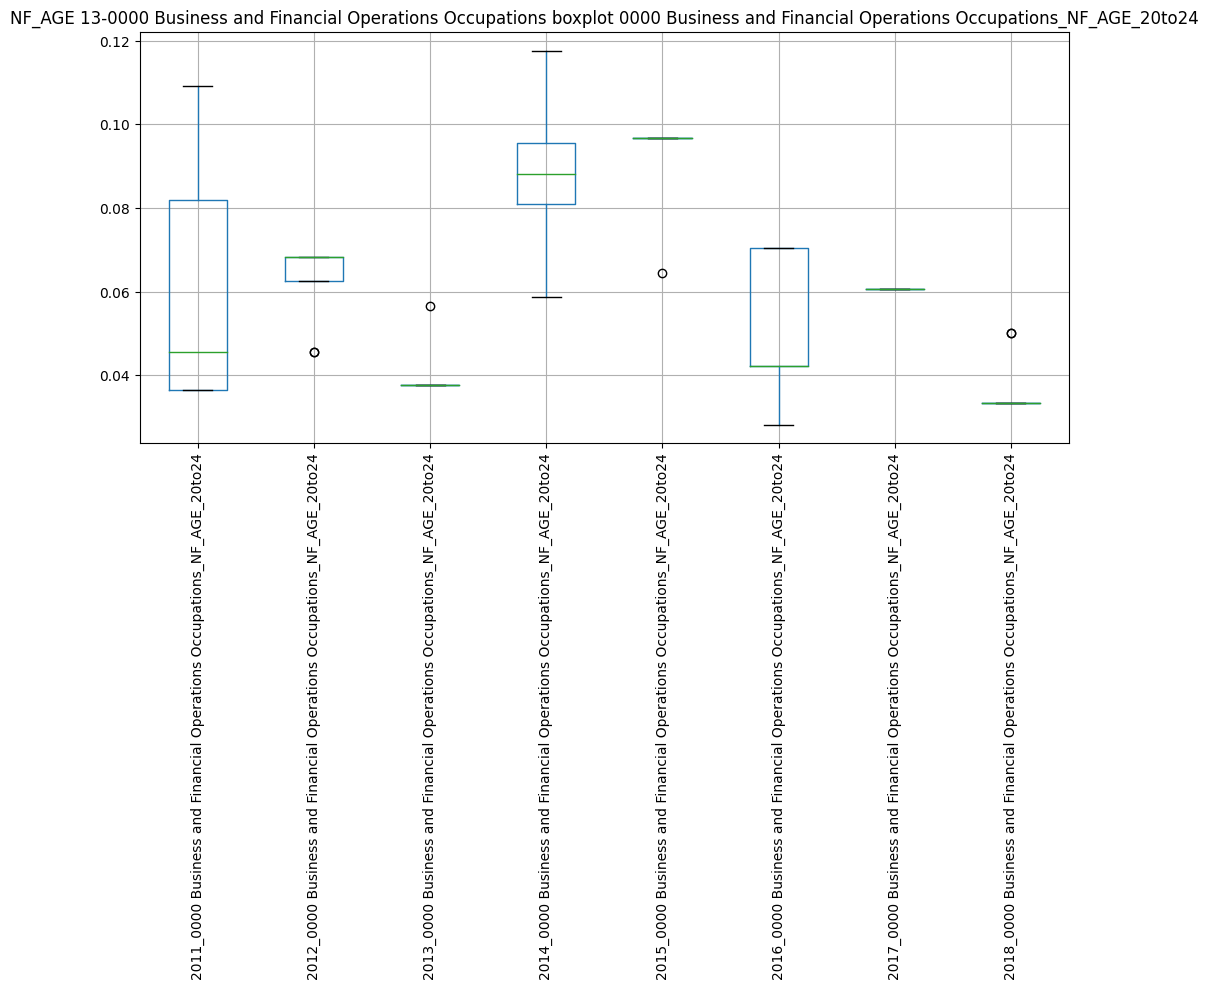 NF_AGE 13-0000 Business and Financial Operations Occupations boxplot 0000 Business and Financial Operations Occupations_NF_AGE_20to24
0.12
0.10
0.08
0.06
0.04
2011_0000 Business and Financial Operations Occupations_NF_AGE_20to24
2012_0000 Business and Financial Operations Occupations_NF_AGE_20to24
2013_0000 Business and Financial Operations Occupations_NF_AGE_20to24
2014_0000 Business and Financial Operations Occupations_NF_AGE_20to24
2015_0000 Business and Financial Operations Occupations_NF_AGE_20to24
2016_0000 Business and Financial Operations Occupations_NF_AGE_20to24
2017_0000 Business and Financial Operations Occupations_NF_AGE_20to24
2018_0000 Business and Financial Operations Occupations_NF_AGE_20to24